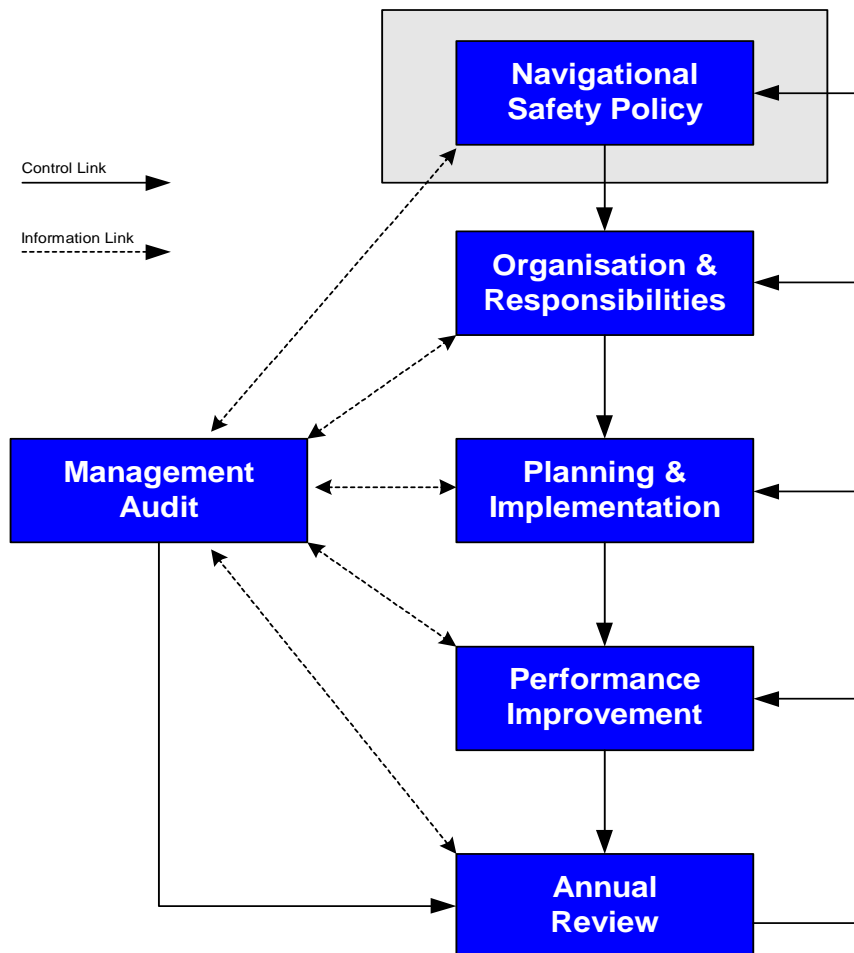 Navigational
Safety Policy
Control Link
Information Link
Organisation &
Responsibilities
Management
Audit
Planning &
Implementation
Performance
Improvement
Annual
Review